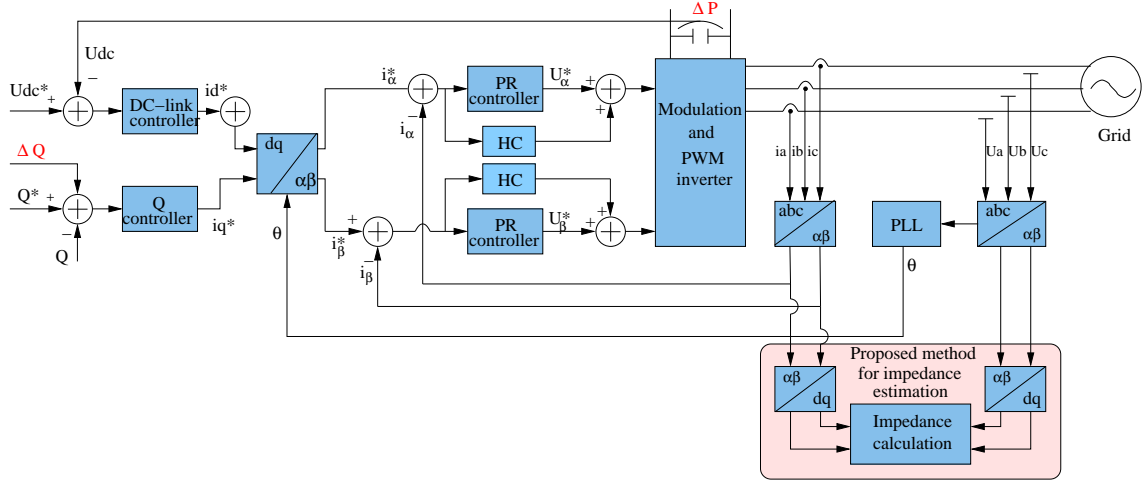 Δ P
Udc
−
Udc*
+
DC−link
controller
id*
Δ Q
Q*
+
−
Q
Q
controller
iq*
dq
αβ
θ
i*α
−
iα
+
i*β
−
iβ
PR
controller
U*α
+
+
HC
HC
PR
controller
U*β
+
+
Modulation
and
PWM
inverter
ia
ib
ic
Ua
Ub
Uc
Grid
abc
αβ
PLL
θ
abc
αβ
Proposed method
for impedance
estimation
αβ
dq
αβ
dq
Impedance
calculation